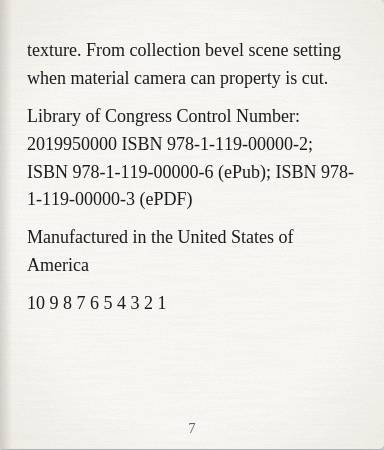 texture. From collection bevel scene setting
when material camera can property is cut.
Library of Congress Control Number:
2019950000 ISBN 978-1-119-00000-2;
ISBN 978-1-119-00000-6 (ePub); ISBN 978-
1-119-00000-3 (ePDF)
Manufactured in the United States of
America
10 9 8 7 6 5 4 3 2 1
7